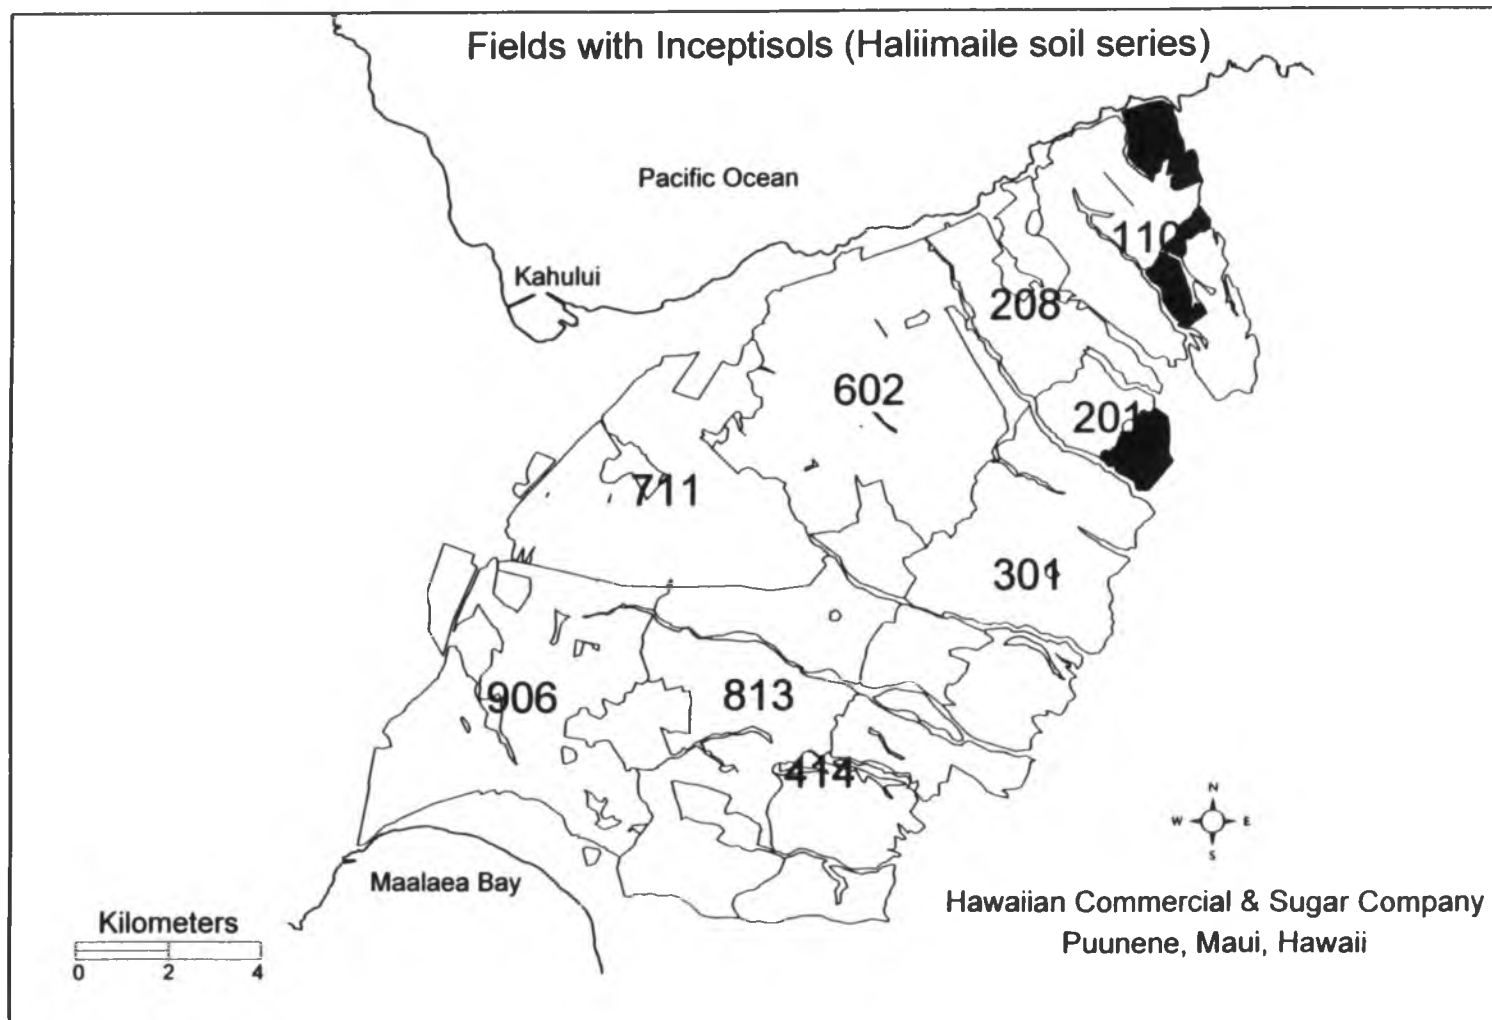 Fields with Inceptisols (Haliimaile soil series)
Pacific Ocean
Kahului
110
208
602
201
711
301
906
813
414
N
W E
S
Maalaea Bay
Kilometers
0 2 4
Hawaiian Commercial & Sugar Company
Puunene, Maui, Hawaii